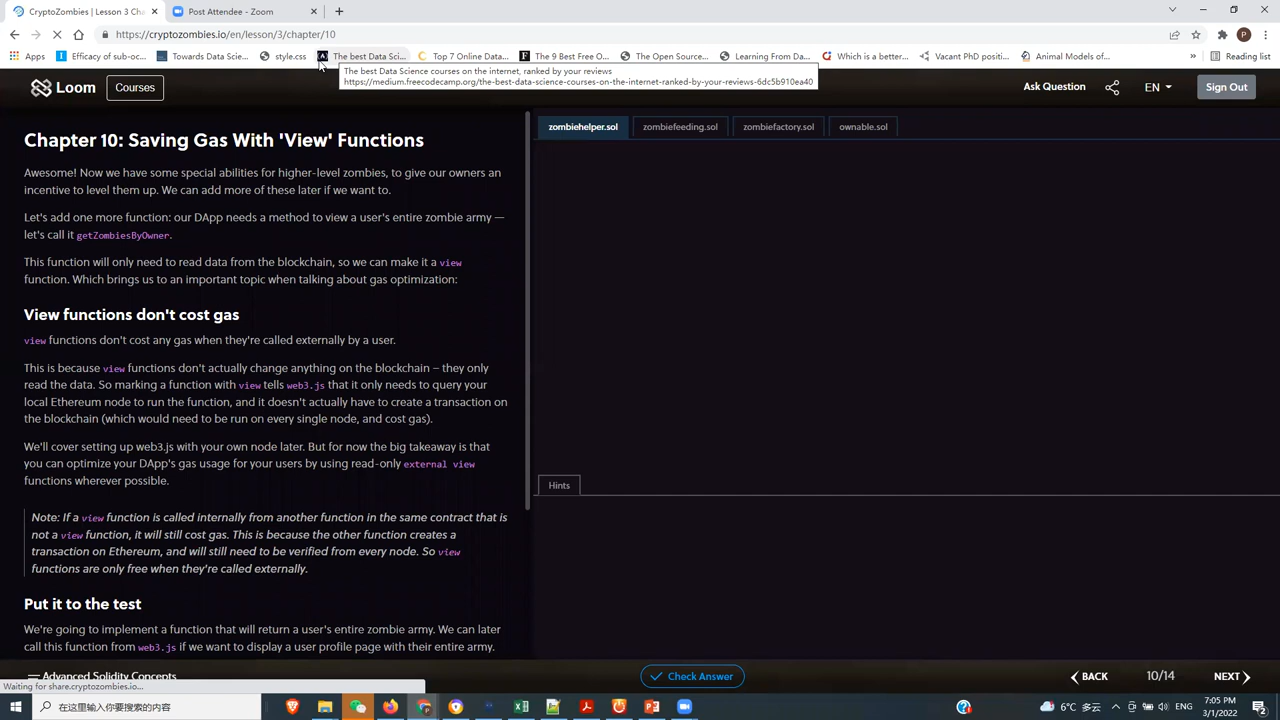 CryptoZombies | Lesson 3 Cha
Post Attendee - Zoom
https://cryptozombies.io/en/lesson/3/chapter/10
Apps
Efficacy of sub-oc...
Towards Data Scie...
style.css
The best Data Sci...
Top 7 Online Data...
The 9 Best Free O...
The Open Source...
Learning From Da...
Which is a better...
Vacant PhD positi...
Animal Models of...
Reading list
The best Data Science courses on the internet, ranked by your reviews
https://medium.freecodecamp.org/the-best-data-science-courses-on-the-internet-ranked-by-your-reviews-6dc5b910ea40
Loom
Courses
Ask Question
EN
Sign Out
Chapter 10: Saving Gas With 'View' Functions
Awesome! Now we have some special abilities for higher-level zombies, to give our owners an
incentive to level them up. We can add more of these later if we want to.
Let's add one more function: our DApp needs a method to view a user's entire zombie army —
let's call it getZombiesByOwner.
This function will only need to read data from the blockchain, so we can make it a view
function. Which brings us to an important topic when talking about gas optimization:
View functions don't cost gas
view functions don't cost any gas when they're called externally by a user.
This is because view functions don't actually change anything on the blockchain – they only
read the data. So marking a function with view tells web3.js that it only needs to query your
local Ethereum node to run the function, and it doesn't actually have to create a transaction on
the blockchain (which would need to be run on every single node, and cost gas).
We'll cover setting up web3.js with your own node later. But for now the big takeaway is that
you can optimize your DApp's gas usage for your users by using read-only external view
functions wherever possible.
Note: If a view function is called internally from another function in the same contract that is
not a view function, it will still cost gas. This is because the other function creates a
transaction on Ethereum, and will still need to be verified from every node. So view
functions are only free when they're called externally.
Put it to the test
We're going to implement a function that will return a user's entire zombie army. We can later
call this function from web3.js if we want to display a user profile page with their entire army.
zombiehelper.sol
zombiefeeding.sol
zombiefactory.sol
ownable.sol
Hints
Advanced Solidity Concepts
Check Answer
BACK
10/14
NEXT
Waiting for share.cryptozombies.io...
在这里输入你要搜索的内容
6°C 多云
英
7:05 PM
3/1/2022